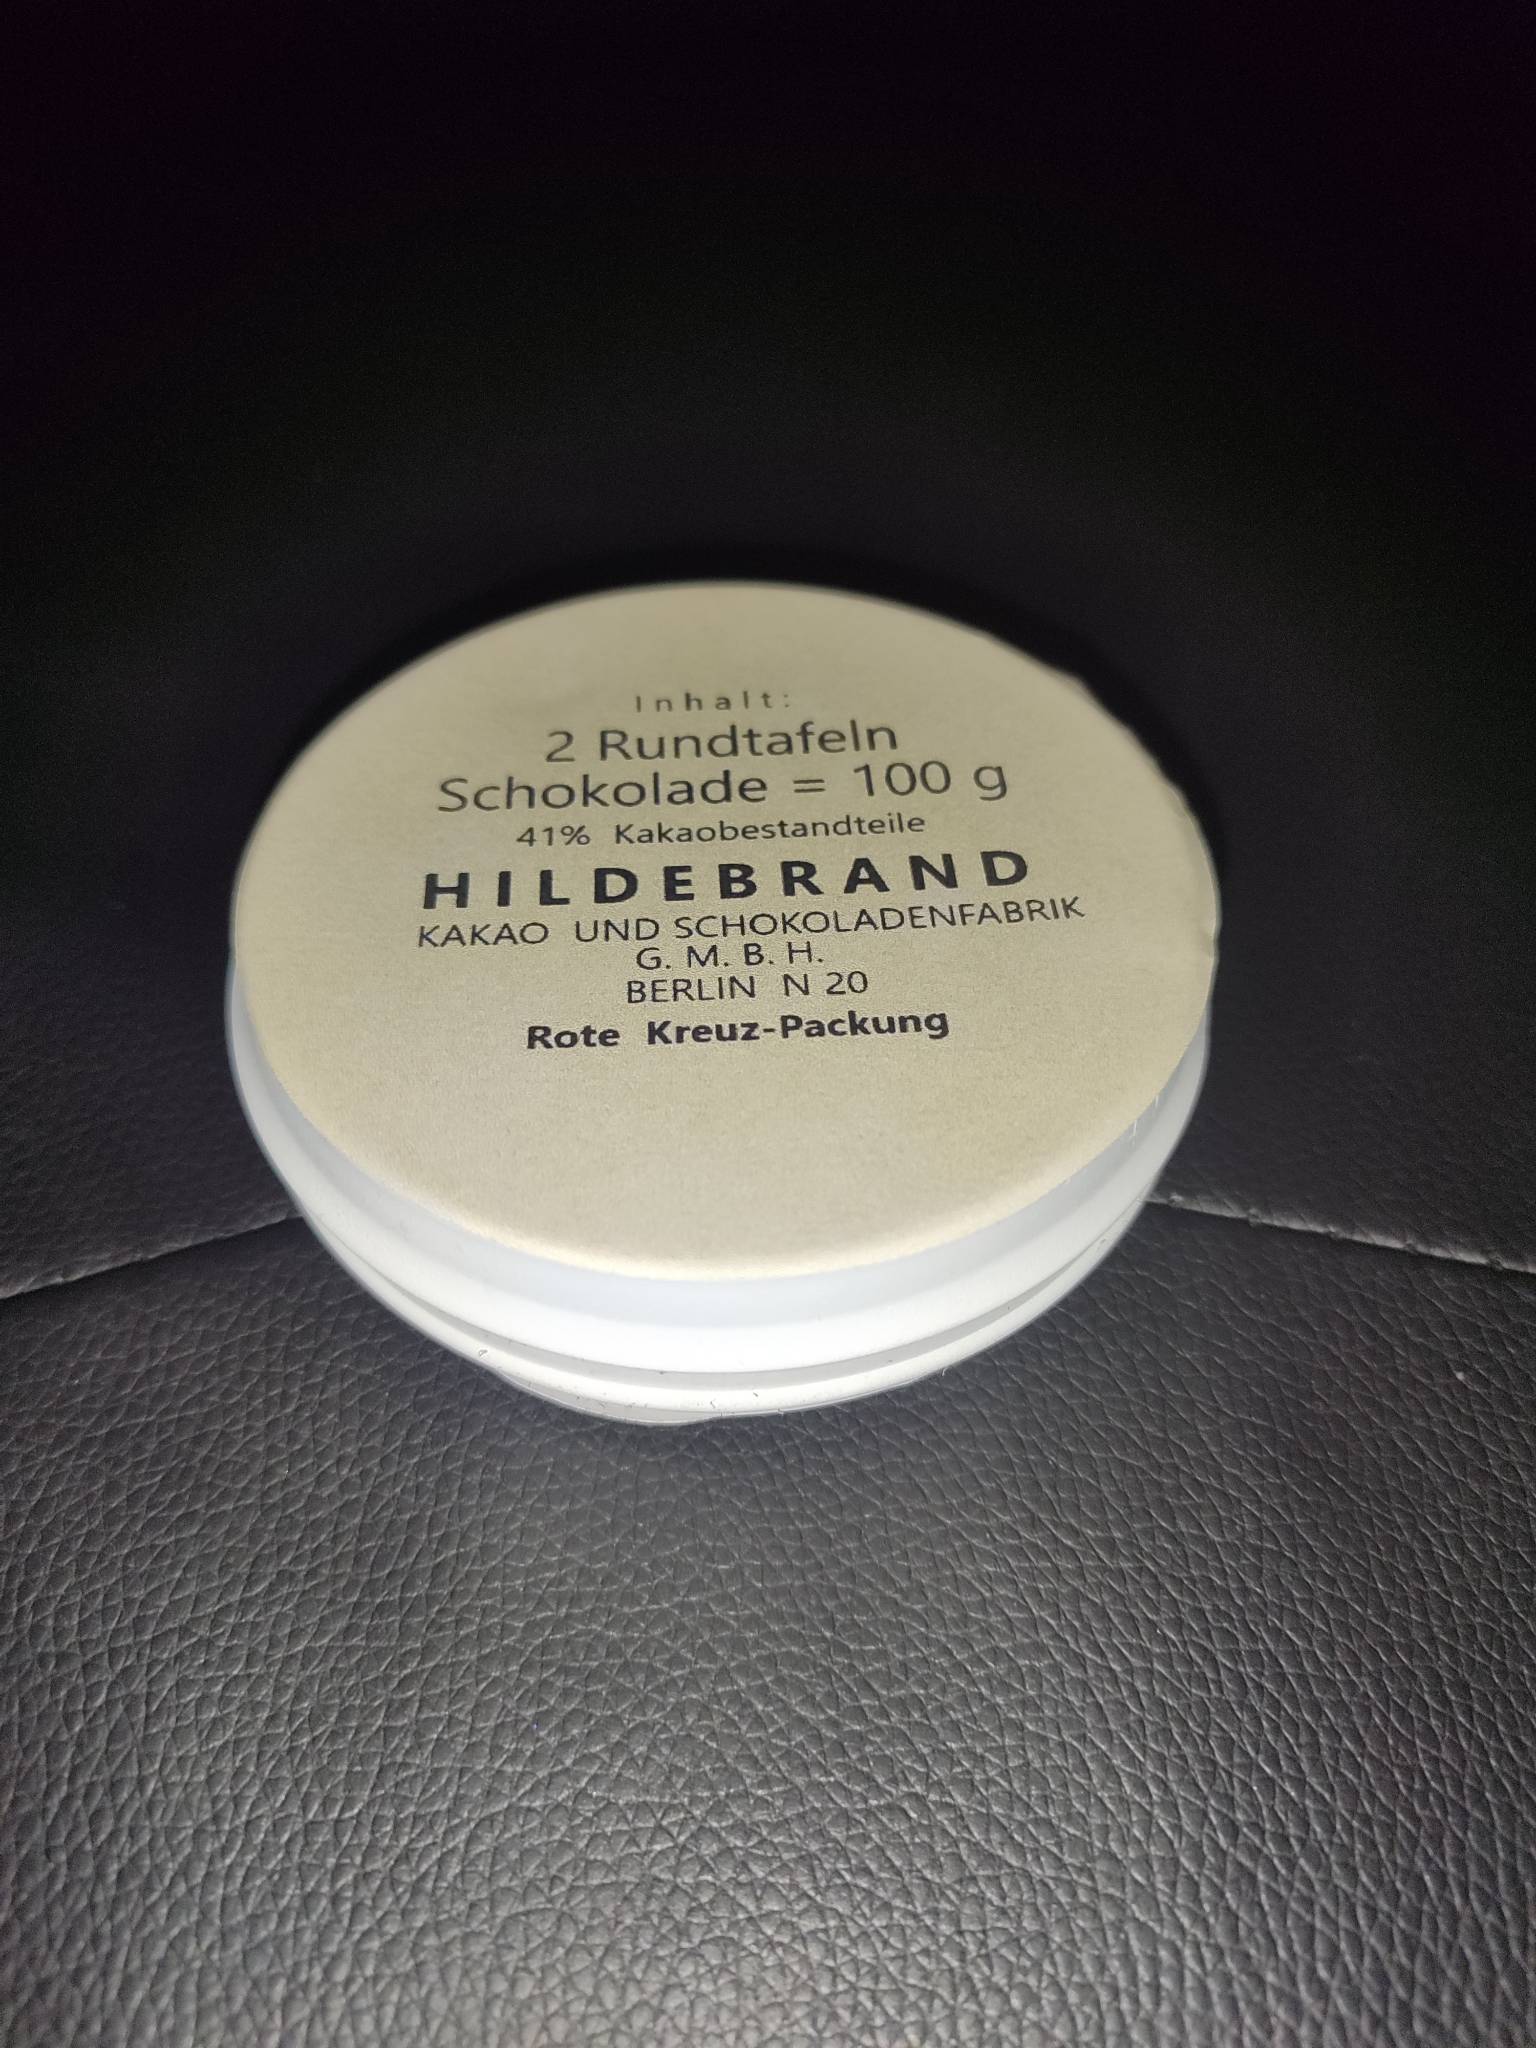 Inhalt:
2 Rundtafeln
Schokolade = 100 g
41% Kakaobestandteile
HILDEBRAND
KAKAO UND SCHOKOLADENFABRIK
G. M. B. H.
BERLIN N 20
Rote Kreuz-Packung